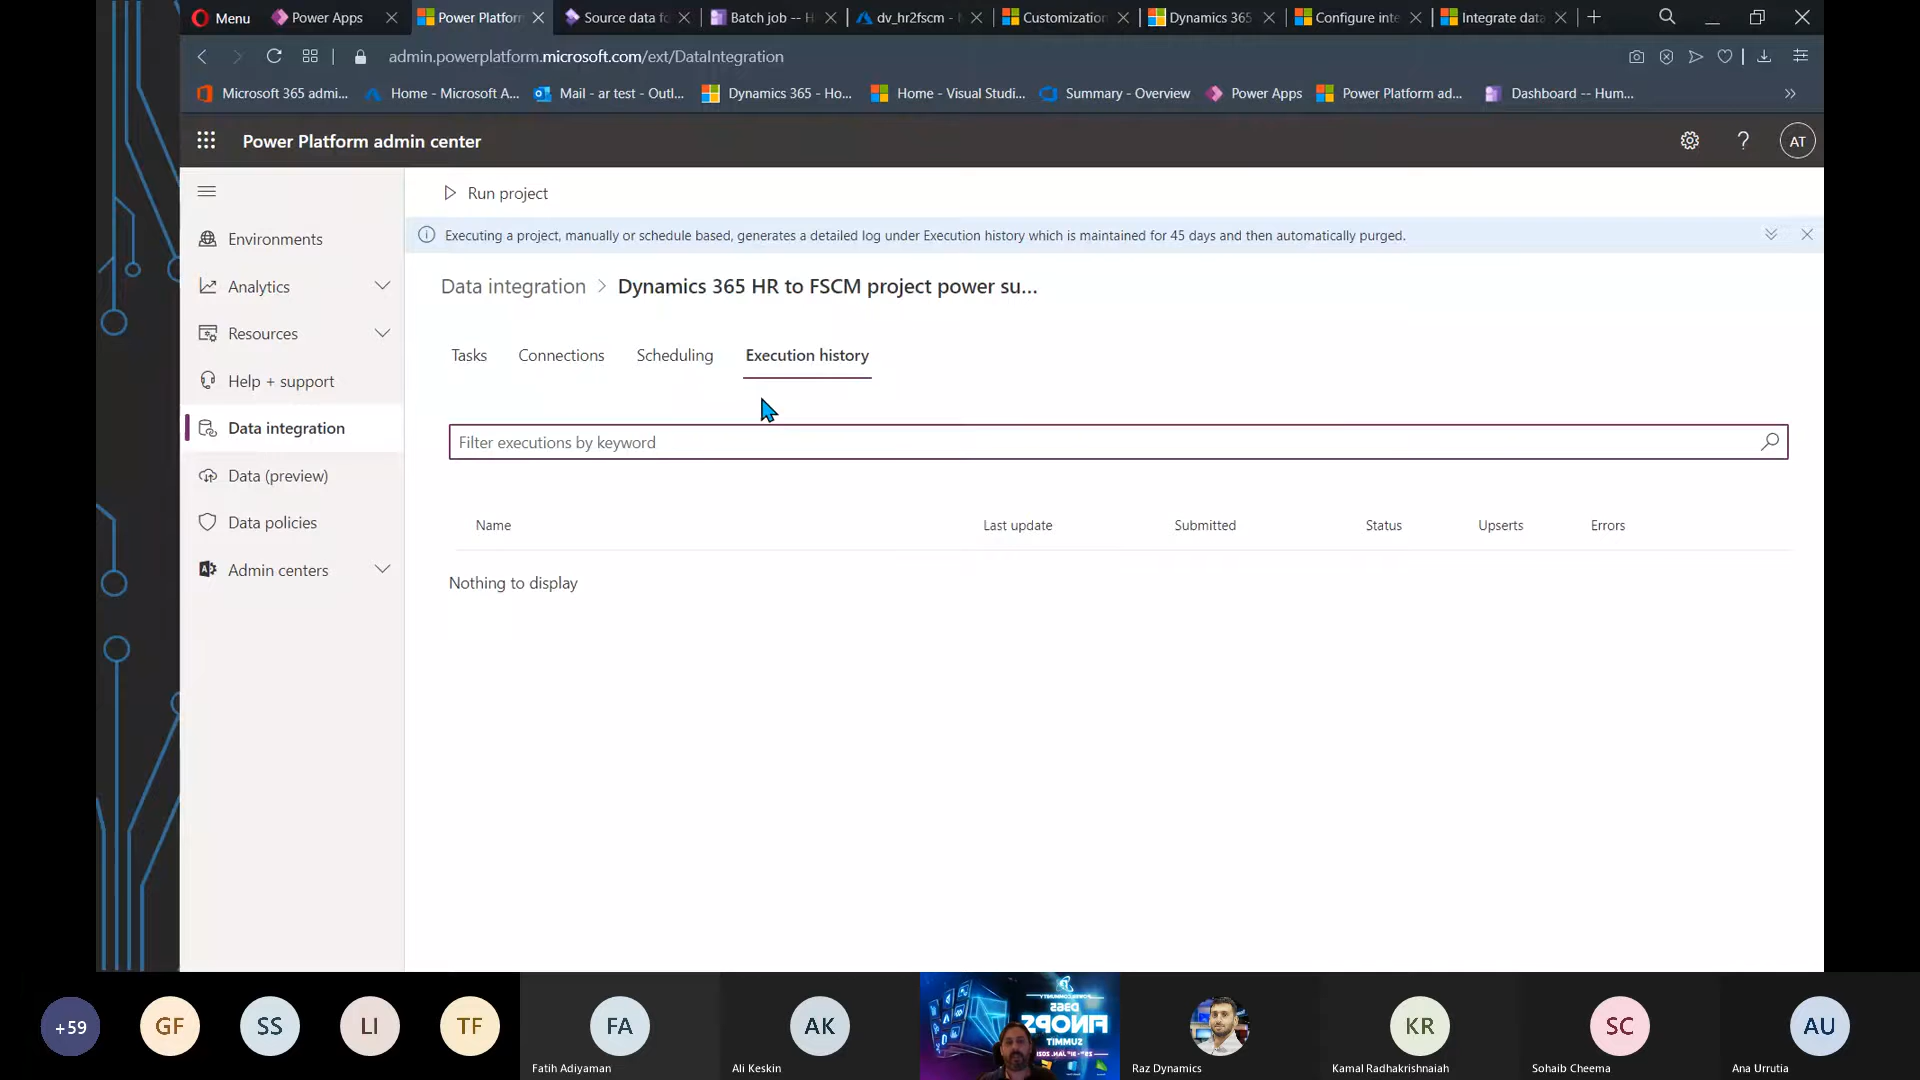 Menu
Power Apps
Power Platforn
Source data fo
Batch job -- H
dv_hr2fscm -
Customization
Dynamics 365
Configure inte
Integrate data
admin.powerplatform.microsoft.com/ext/DataIntegration
Microsoft 365 admi...
Home - Microsoft A...
Mail - ar test - Outl...
Dynamics 365 - Ho...
Home - Visual Studi...
Summary - Overview
Power Apps
Power Platform ad...
Dashboard -- Hum...
Power Platform admin center
AT
Run project
Executing a project, manually or schedule based, generates a detailed log under Execution history which is maintained for 45 days and then automatically purged.
Environments
Analytics
Resources
Help + support
Data integration
Data (preview)
Data policies
Admin centers
Data integration > Dynamics 365 HR to FSCM project power su...
Tasks
Connections
Scheduling
Execution history
Filter executions by keyword
Name
Last update
Submitted
Status
Upserts
Errors
Nothing to display
+59
GF
SS
LI
TF
FA
Fatih Adiyaman
AK
Ali Keskin
D365
FINOPS
SUMMIT
Raz Dynamics
KR
Kamal Radhakrishnaiah
SC
Sohaib Cheema
AU
Ana Urrutia